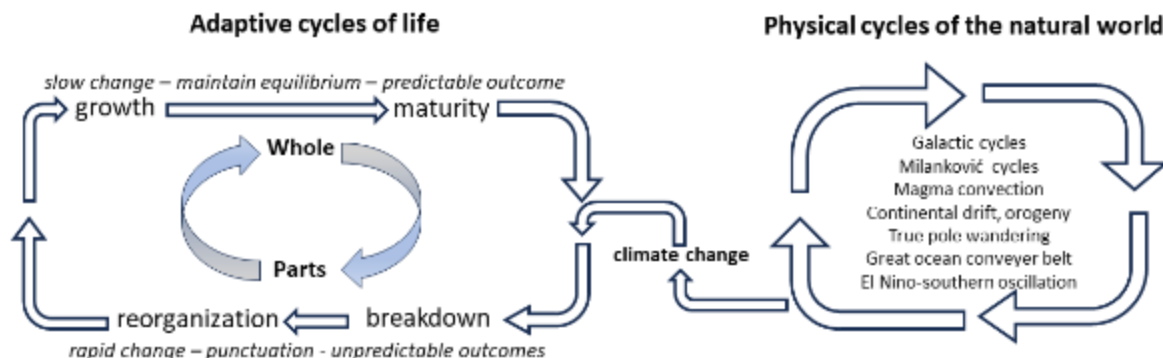 Adaptive cycles of life
Physical cycles of the natural world
slow change – maintain equilibrium – predictable outcome
growth
maturity
Whole
Parts
reorganization
breakdown
rapid change – punctuation - unpredictable outcomes
climate change
Galactic cycles
Milanković cycles
Magma convection
Continental drift, orogeny
True pole wandering
Great ocean conveyer belt
El Nino-southern oscillation